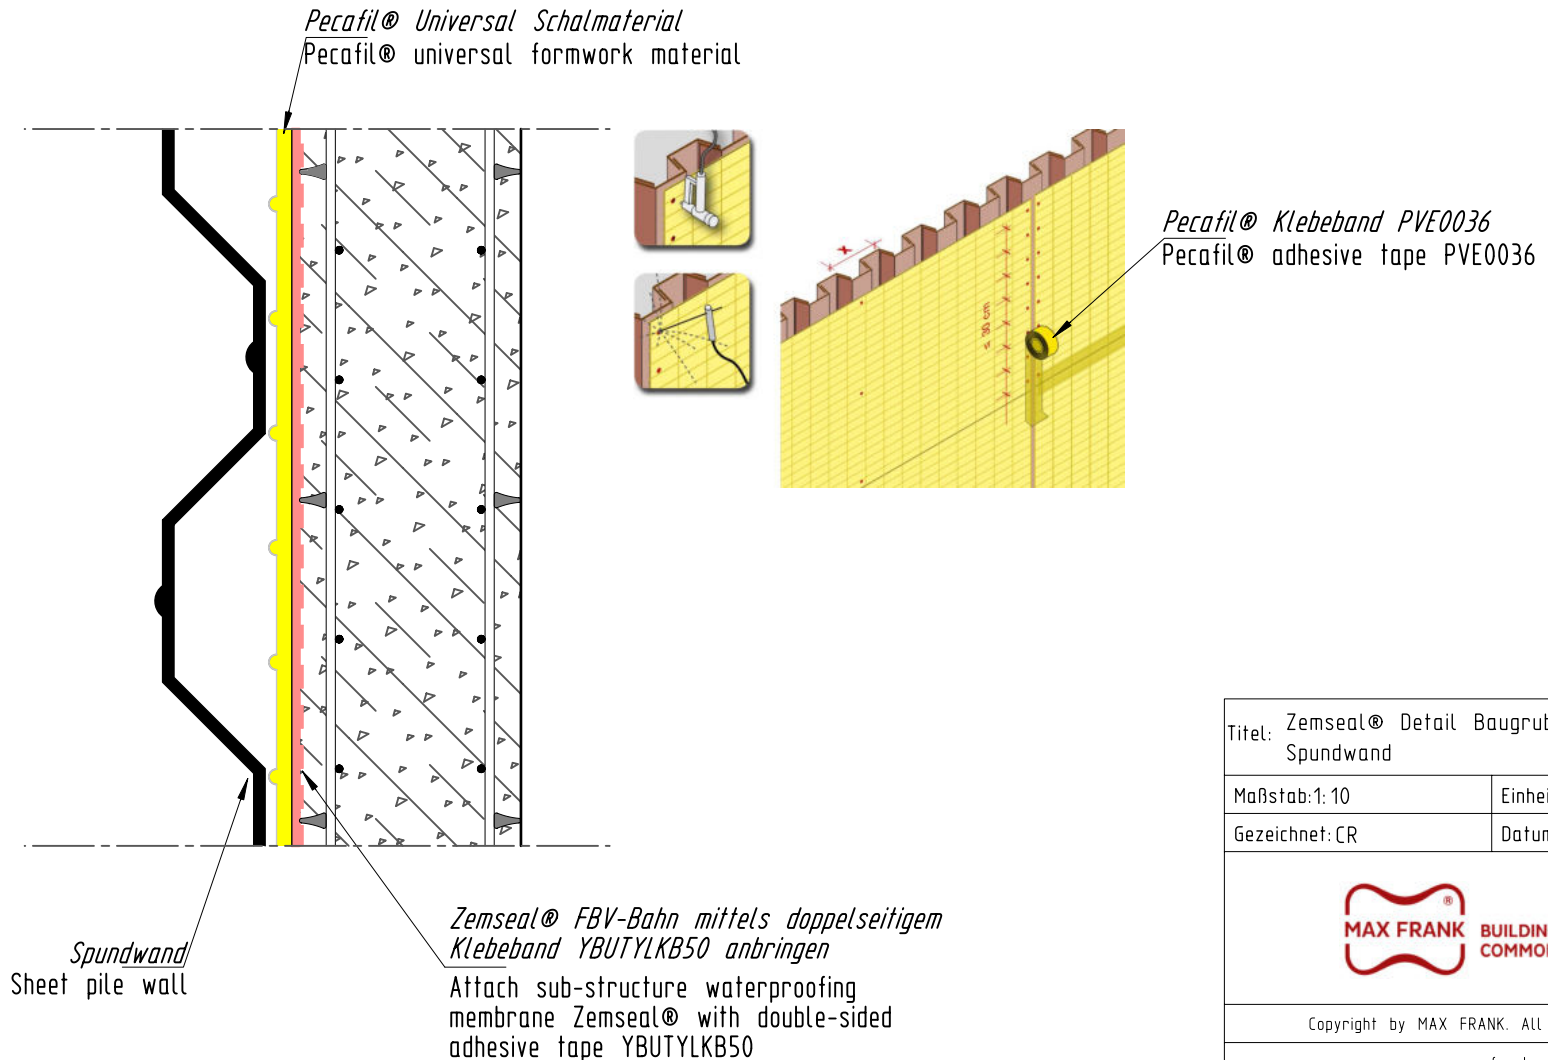 Pecafil® Universal Schalmaterial
Pecafil® universal formwork material
x
≤ 30 cm
Pecafil® Klebeband PVE0036
Pecafil® adhesive tape PVE0036
Spundwand
Sheet pile wall
Zemseal® FBV-Bahn mittels doppelseitigem
Klebeband YBUTYLKB50 anbringen
Attach sub-structure waterproofing
membrane Zemseal® with double-sided
adhesive tape YBUTYLKB50
Titel: Zemseal® Detail Baugrub
Spundwand
Maßstab:1:10 Einhei
Gezeichnet: CR Datum
® MAX FRANK BUILDIN
COMMO
Copyright by MAX FRANK. All